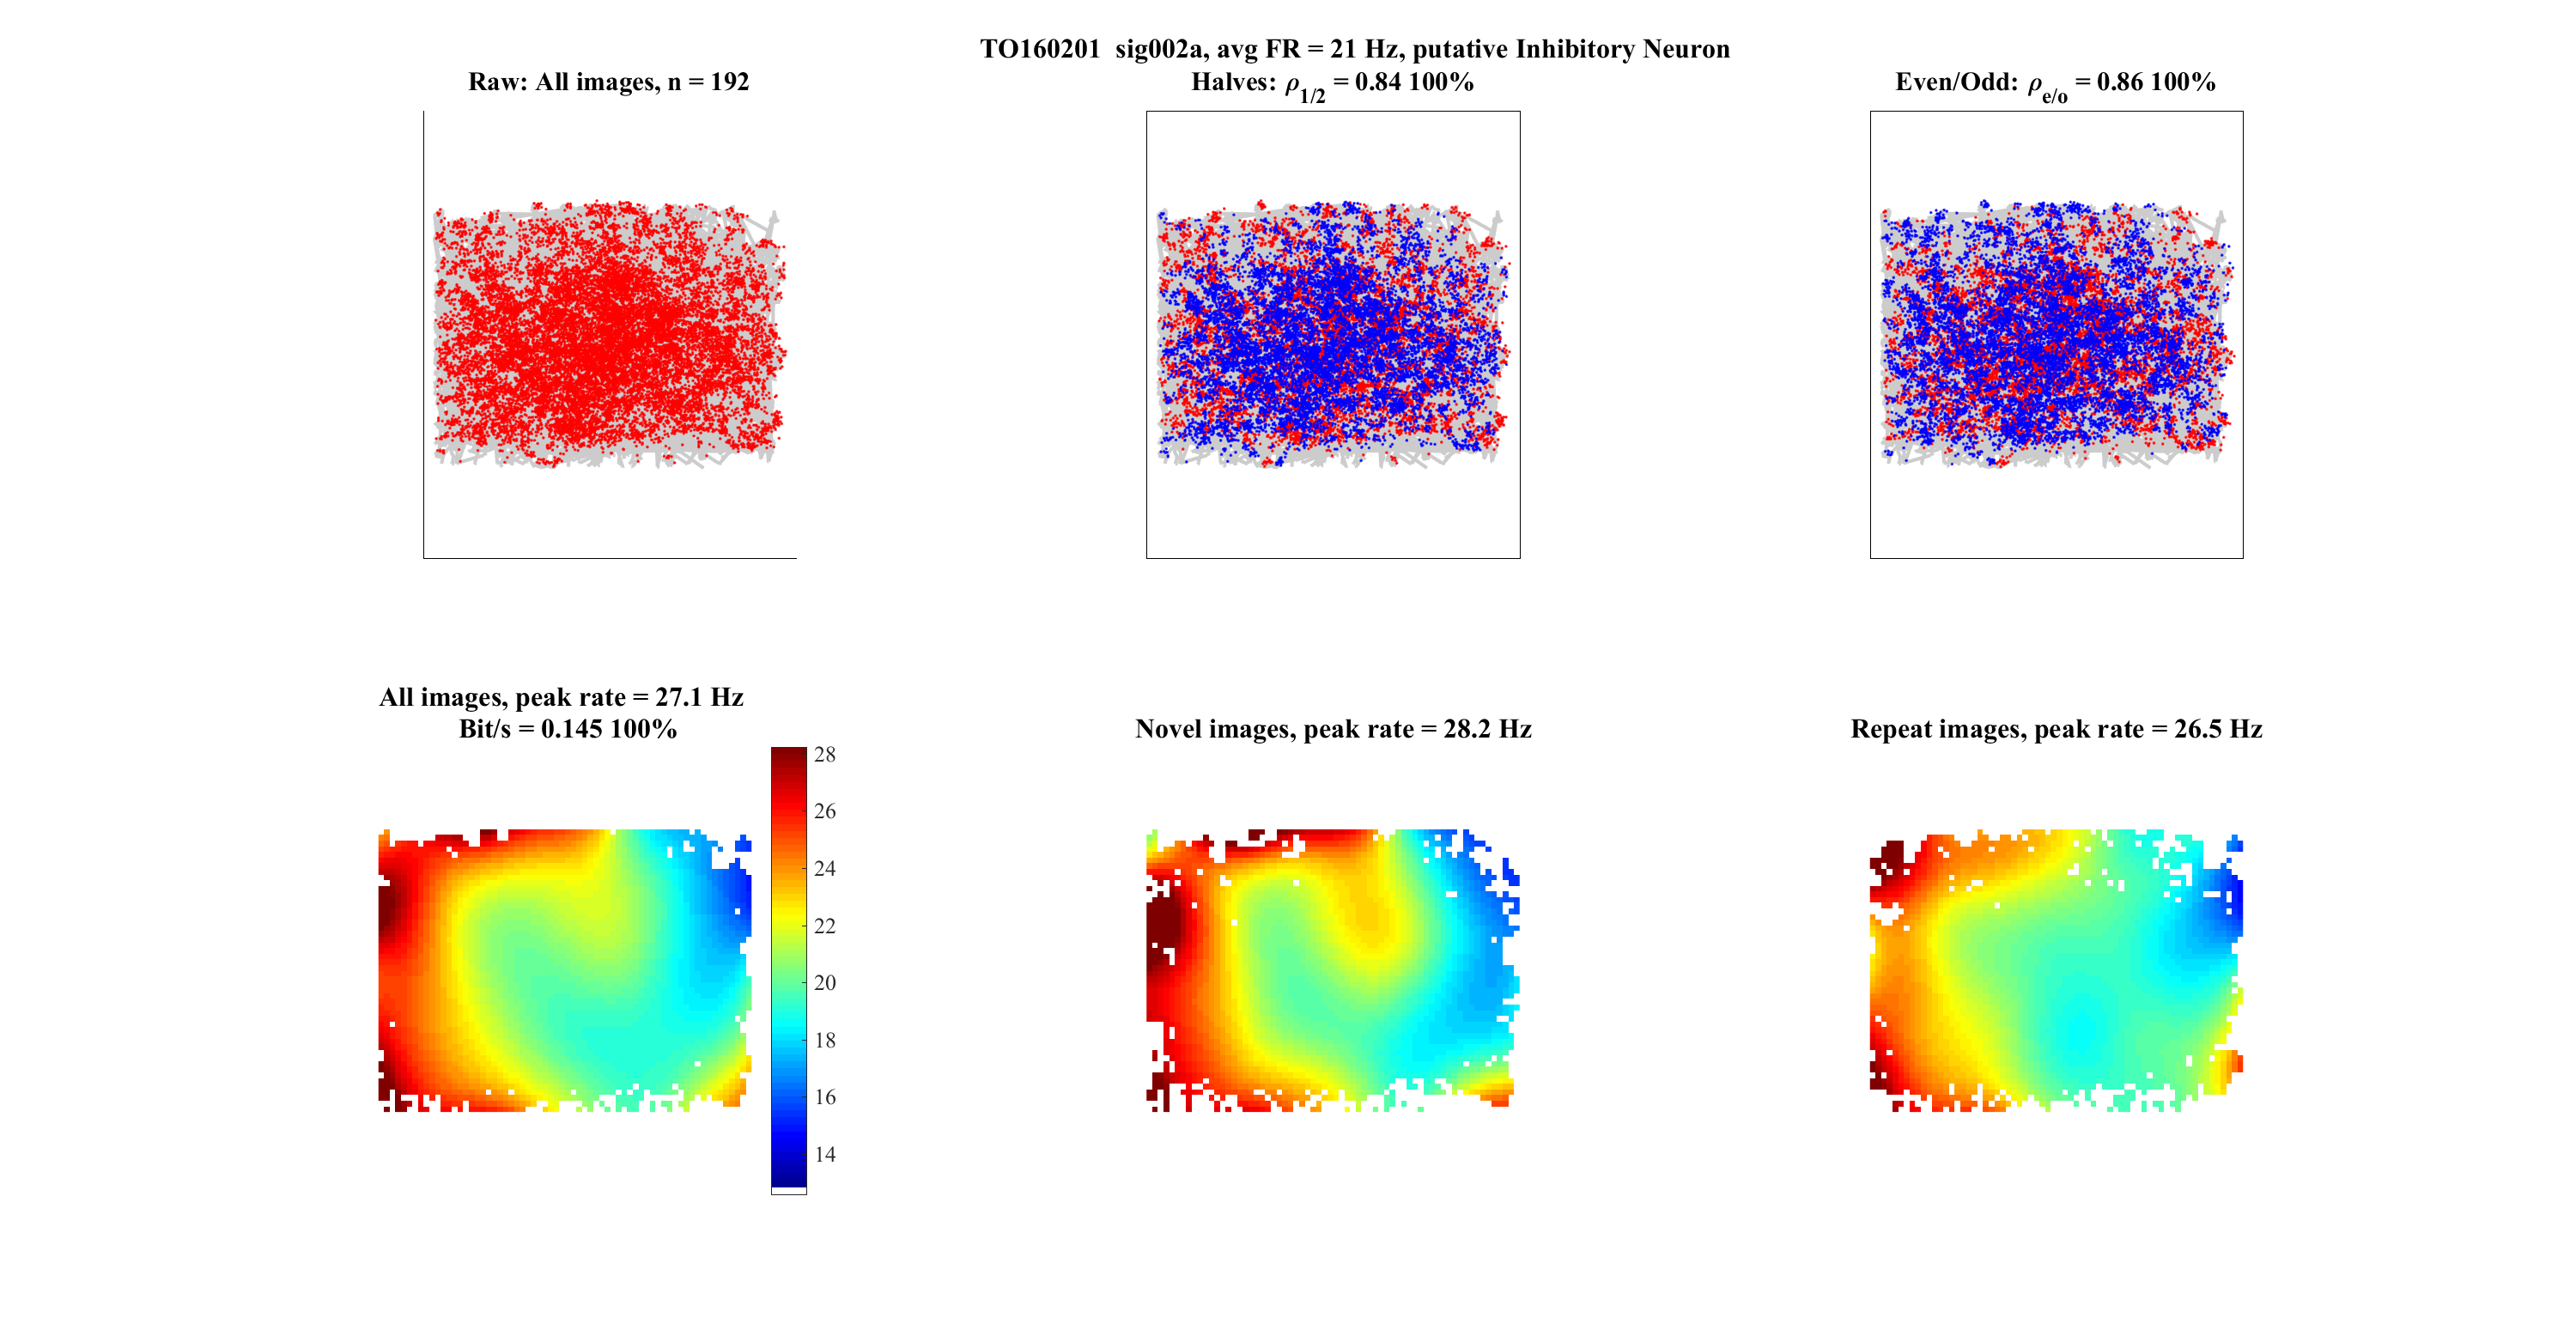 TO160201  sig002a, avg FR = 21 Hz, putative Inhibitory Neuron
Raw: All images, n = 192
Halves: ρ1/2 = 0.84 100%
Even/Odd: ρe/o = 0.86 100%
All images, peak rate = 27.1 Hz
Bit/s = 0.145 100%
Novel images, peak rate = 28.2 Hz
Repeat images, peak rate = 26.5 Hz
28
26
24
22
20
18
16
14